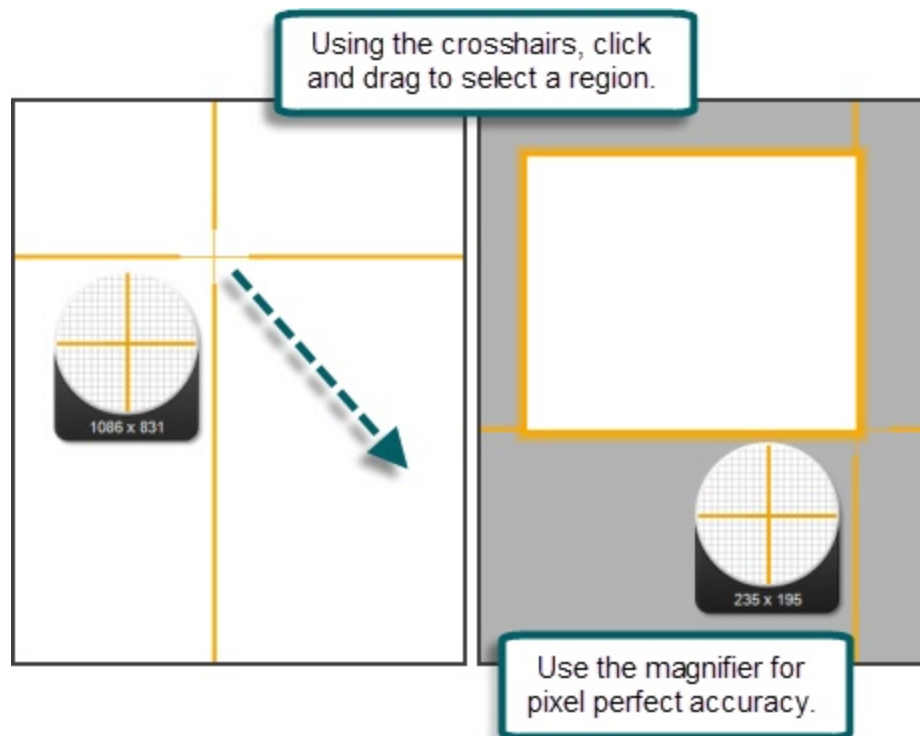 Using the crosshairs, click
and drag to select a region.
1086 x 831
235 x 195
Use the magnifier for
pixel perfect accuracy.